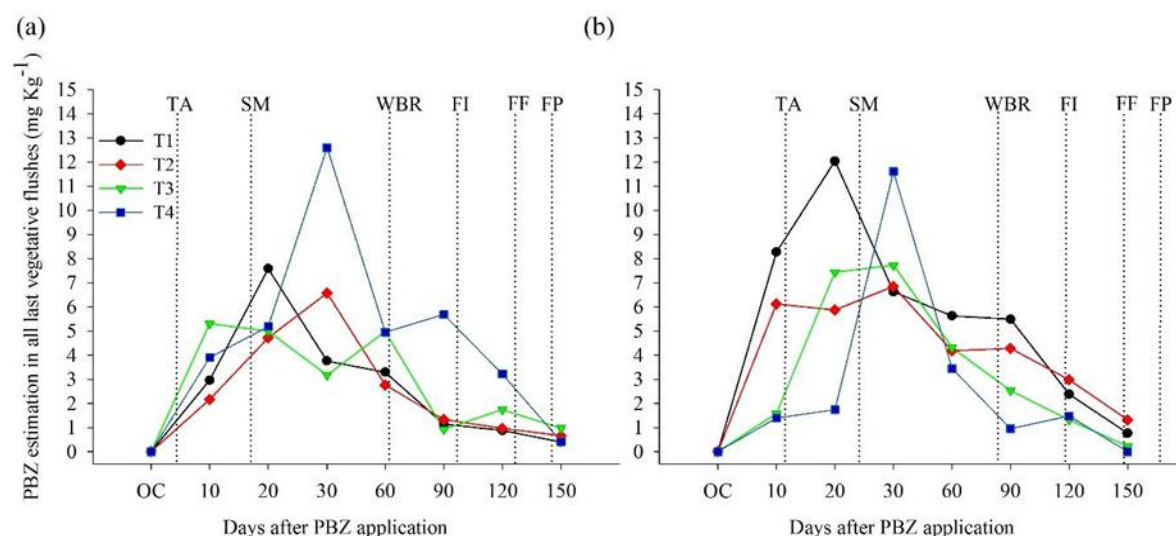 (a)
(b)
PBZ estimation in all last vegetative flushes (mg Kg-1)
15
14
13
12
11
10
9
8
7
6
5
4
3
2
1
0
TA SM WBR FI FF FP
T1
T2
T3
T4
OC 10 20 30 60 90 120 150
Days after PBZ application
15
14
13
12
11
10
9
8
7
6
5
4
3
2
1
0
TA SM WBR FI FF FP
OC 10 20 30 60 90 120 150
Days after PBZ application